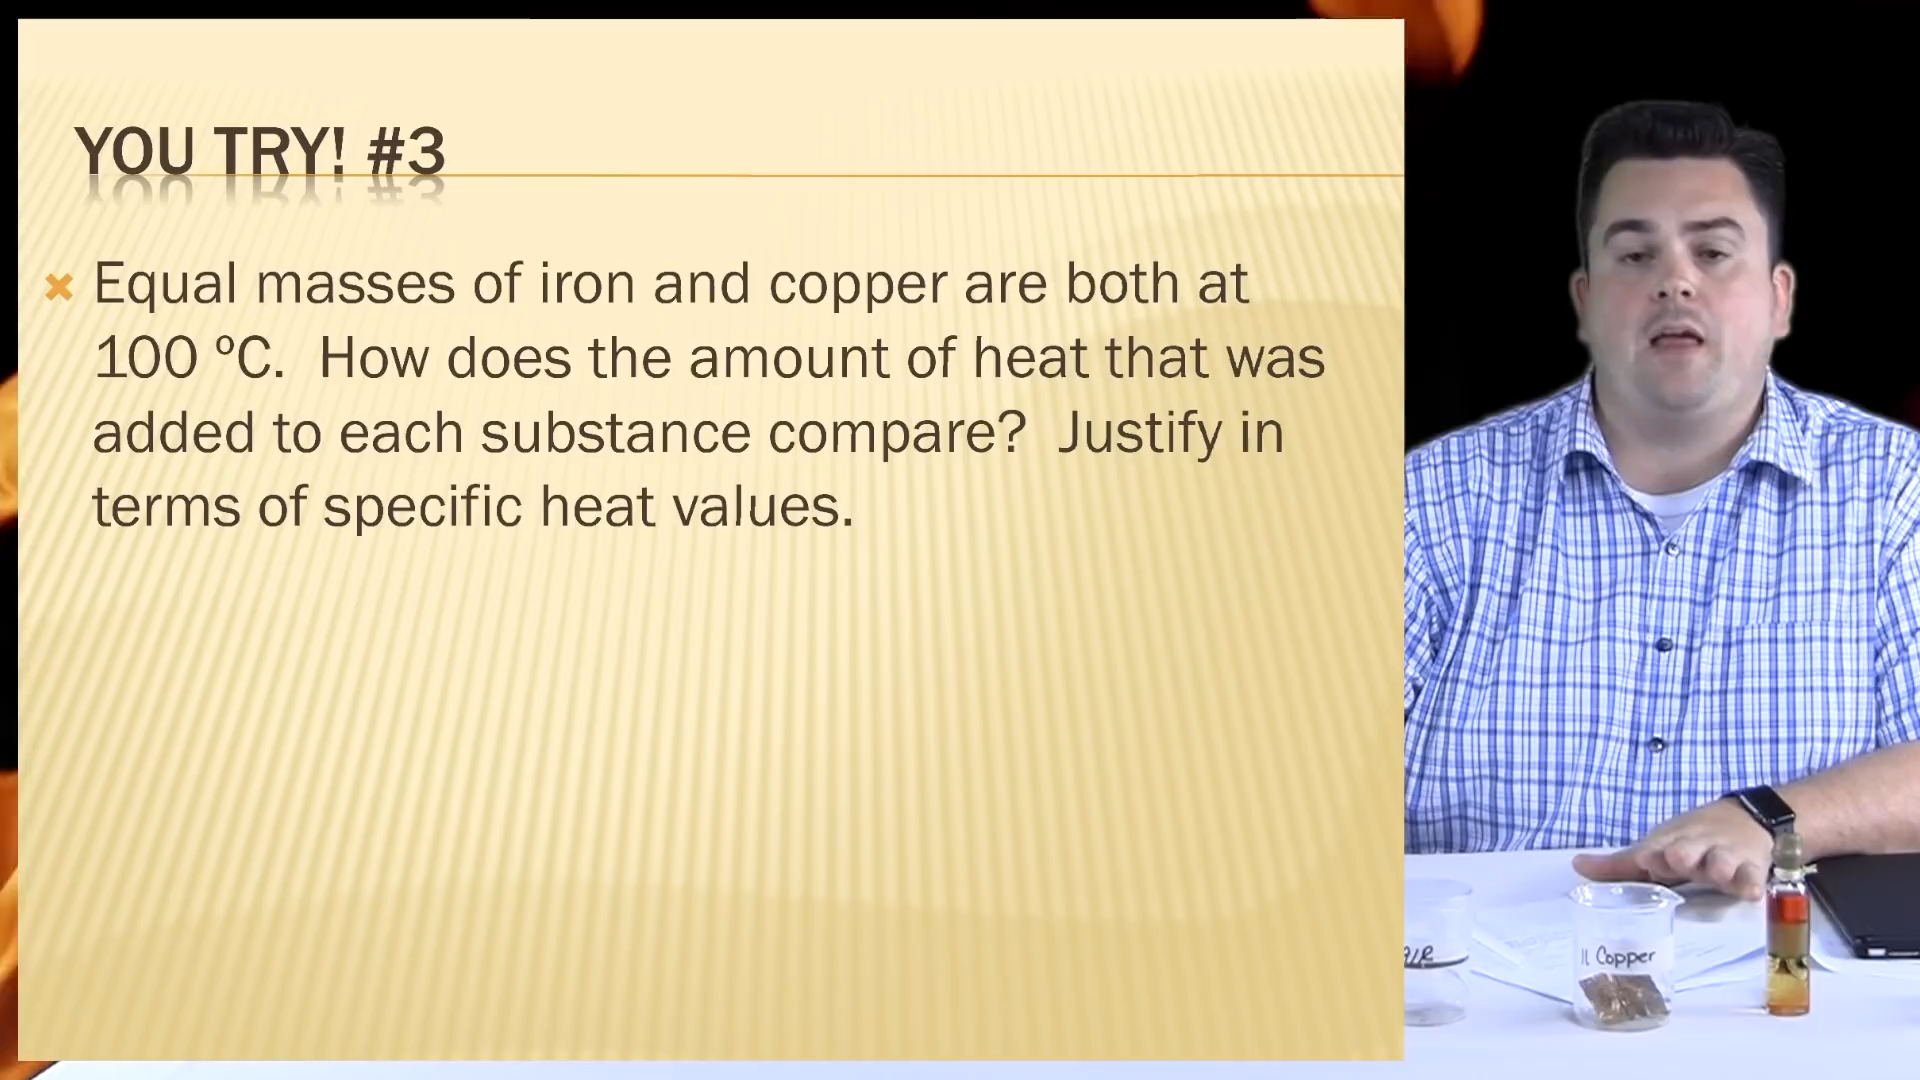 YOU TRY! #3
Equal masses of iron and copper are both at
100 ºC. How does the amount of heat that was
added to each substance compare? Justify in
terms of specific heat values.
Copper